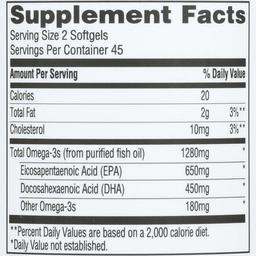 Supplement Facts
Serving Size 2 Softgels
Servings Per Container 45
Amount Per Serving % Daily Value
Calories 20
Total Fat 2g 3%**
Cholesterol 10mg 3%**
Total Omega-3s (from purified fish oil) 1280mg *
Eicosapentaenoic Acid (EPA) 650mg *
Docosahexaenoic Acid (DHA) 450mg *
Other Omega-3s 180mg *
**Percent Daily Values are based on a 2,000 calorie diet.
*Daily Value not established.